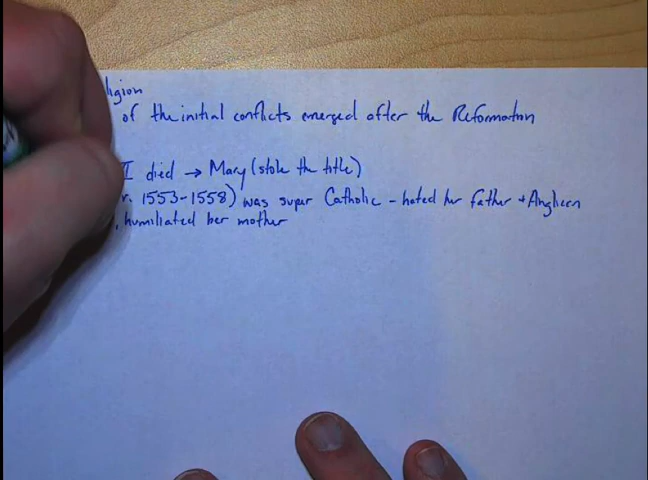 ligion
of the initial conflicts emerged after the Reformation
I died → Mary (stole the title)
r. 1553-1558) was super Catholic - hated her father + Anglican
humiliated her mother